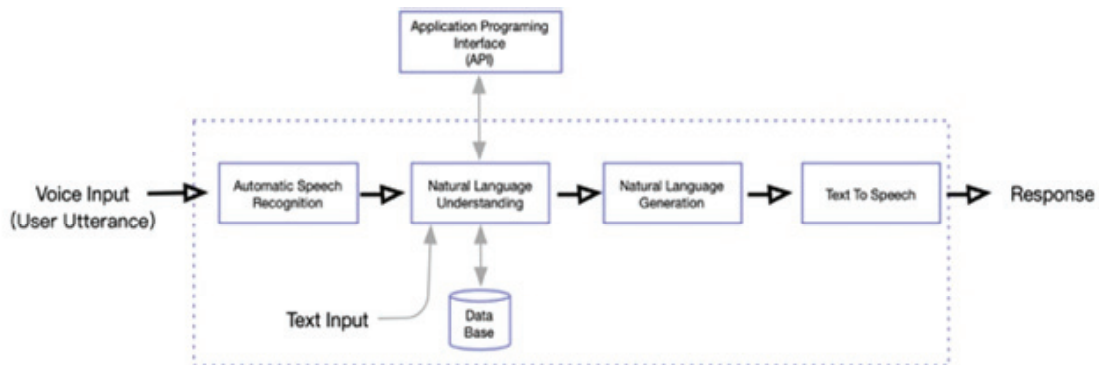 Application Programing
Interface
(API)
Voice Input
(User Utterance)
Automatic Speech
Recognition
Natural Language
Understanding
Natural Language
Generation
Text To Speech
Response
Text Input
Data
Base